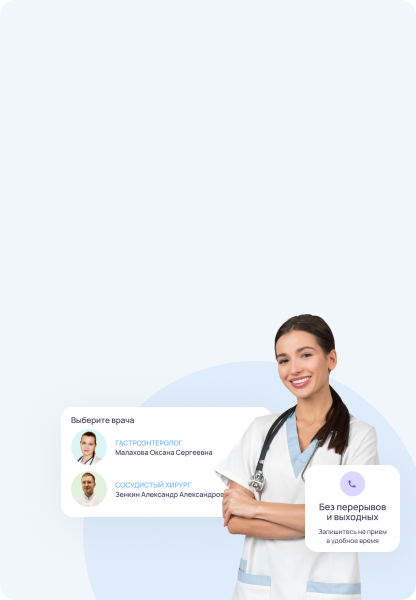 Выберите врача
ГАСТРОЭНТЕРОЛОГ
Малахова Оксана Сергеевна
СОСУДИСТЫЙ ХИРУРГ
Зенкин Александр Александров
Без перерывов
и выходных
Запишитесь на прием
в удобное время